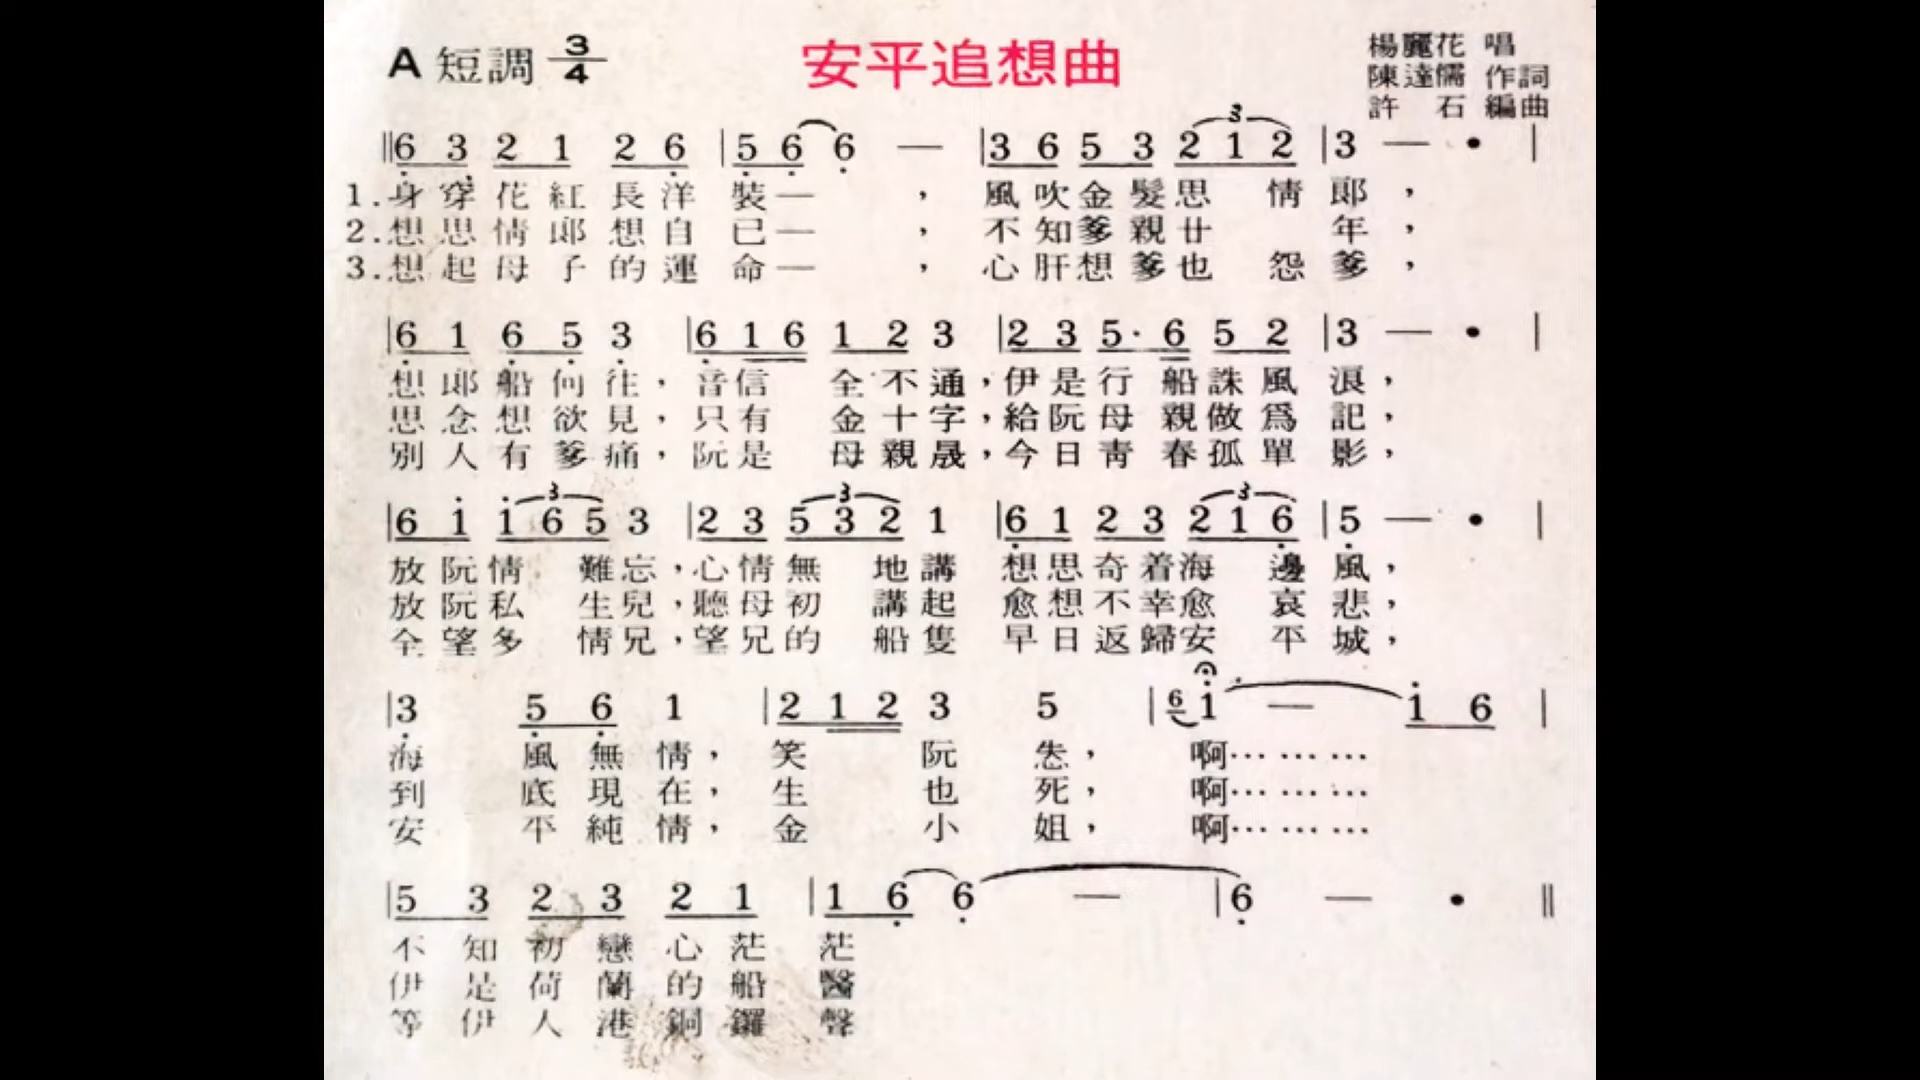 A 短調 3/4
安平追想曲
楊麗花 唱
陳達儒 作詞
許 石 編曲
‖6 3 2 1 2 6 |5 6 6 — |3 6 5 3 2 1 2 |3 — • |
1.身穿花紅長洋 裝—, 風吹金髮思 情 郎,
2.想思情郎想自 已—, 不知爹親廿 年,
3.想起母子的運 命—, 心肝想爹也 怨 爹,
|6 1 6 5 3 |6 1 6 1 2 3 |2 3 5· 6 5 2 |3 — • |
想郎船何往,音信 全不通,伊是行 船誅風 浪,
思念想欲見,只有 金十字,給阮母 親做爲 記,
別人有爹痛,阮是 母親晟,今日靑 春孤單 影,
|6 1 1 6 5 3 |2 3 5 3 2 1 |6 1 2 3 2 1 6 |5 — • |
放阮情 難忘,心情無 地講 想思奇着海 邊 風,
放阮私 生兒,聽母初 講起 愈想不幸愈 哀 悲,
全望多 情兄,望兄的 船隻 早日返歸安 平 城,
|3 5 6 1 |2 1 2 3 5 |6 1 — 1 6 |
海 風無情, 笑 阮 㤕, 啊………
到 底現在, 生 也 死, 啊………
安 平純情, 金 小 姐, 啊………
|5 3 2 3 2 1 |1 6 6 — |6 — • ‖
不知初戀心茫 茫
伊是荷蘭的船 醫
等伊人港銅鑼 聲